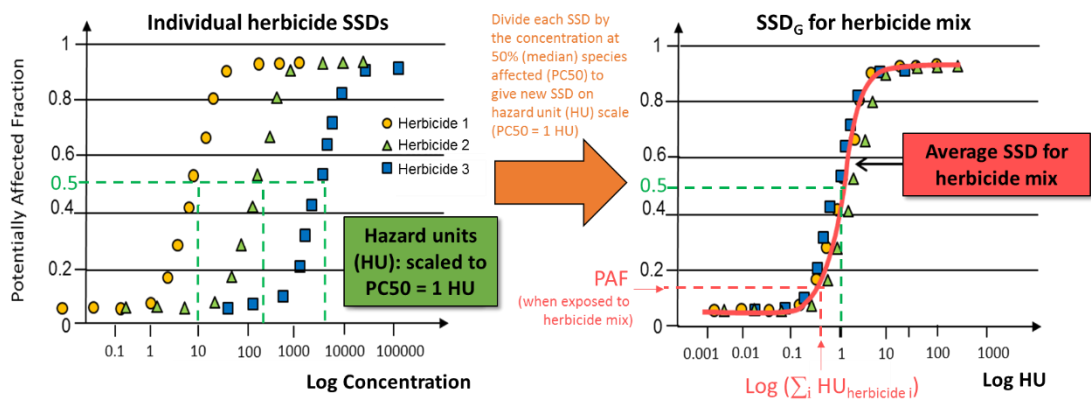 Individual herbicide SSDs
Potentially Affected Fraction
1
0.8
0.6
0.5
0.4
0.2
0
Herbicide 1
Herbicide 2
Herbicide 3
Hazard units
(HU): scaled to
PC50 = 1 HU
0.1
1
10
100
1000
10000
100000
Log Concentration
Divide each SSD by
the concentration at
50% (median) species
affected (PC50) to
give new SSD on
hazard unit (HU) scale
(PC50 = 1 HU)
SSDG for herbicide mix
1
0.8
0.6
0.5
0.4
0.2
0
Average SSD for
herbicide mix
PAF
(when exposed to
herbicide mix)
0.001
0.01
0.1
1
10
100
1000
Log (∑i HUherbicide i)
Log HU